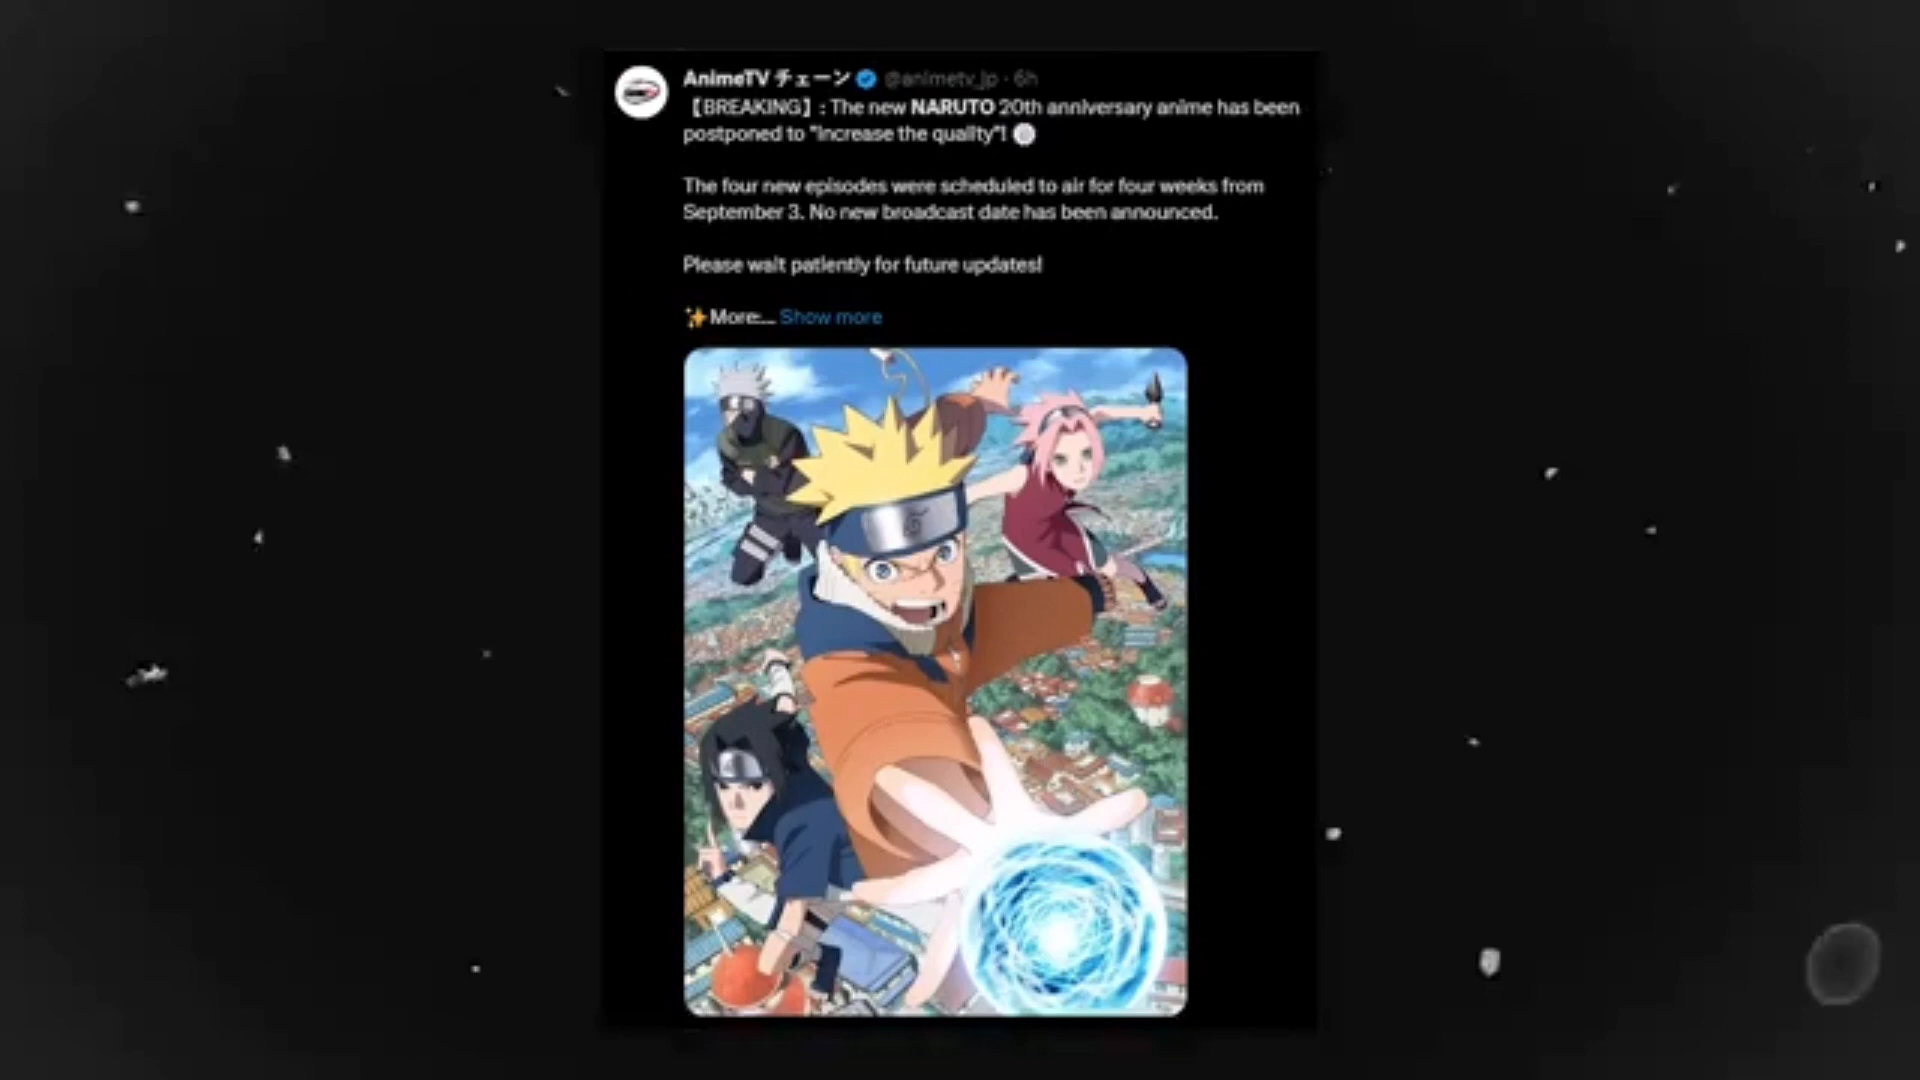 AnimeTV チェーン @animetv_jp · 6h
【BREAKING】: The new NARUTO 20th anniversary anime has been
postponed to "increase the quality"!
The four new episodes were scheduled to air for four weeks from
September 3. No new broadcast date has been announced.
Please wait patiently for future updates!
✨More:... Show more